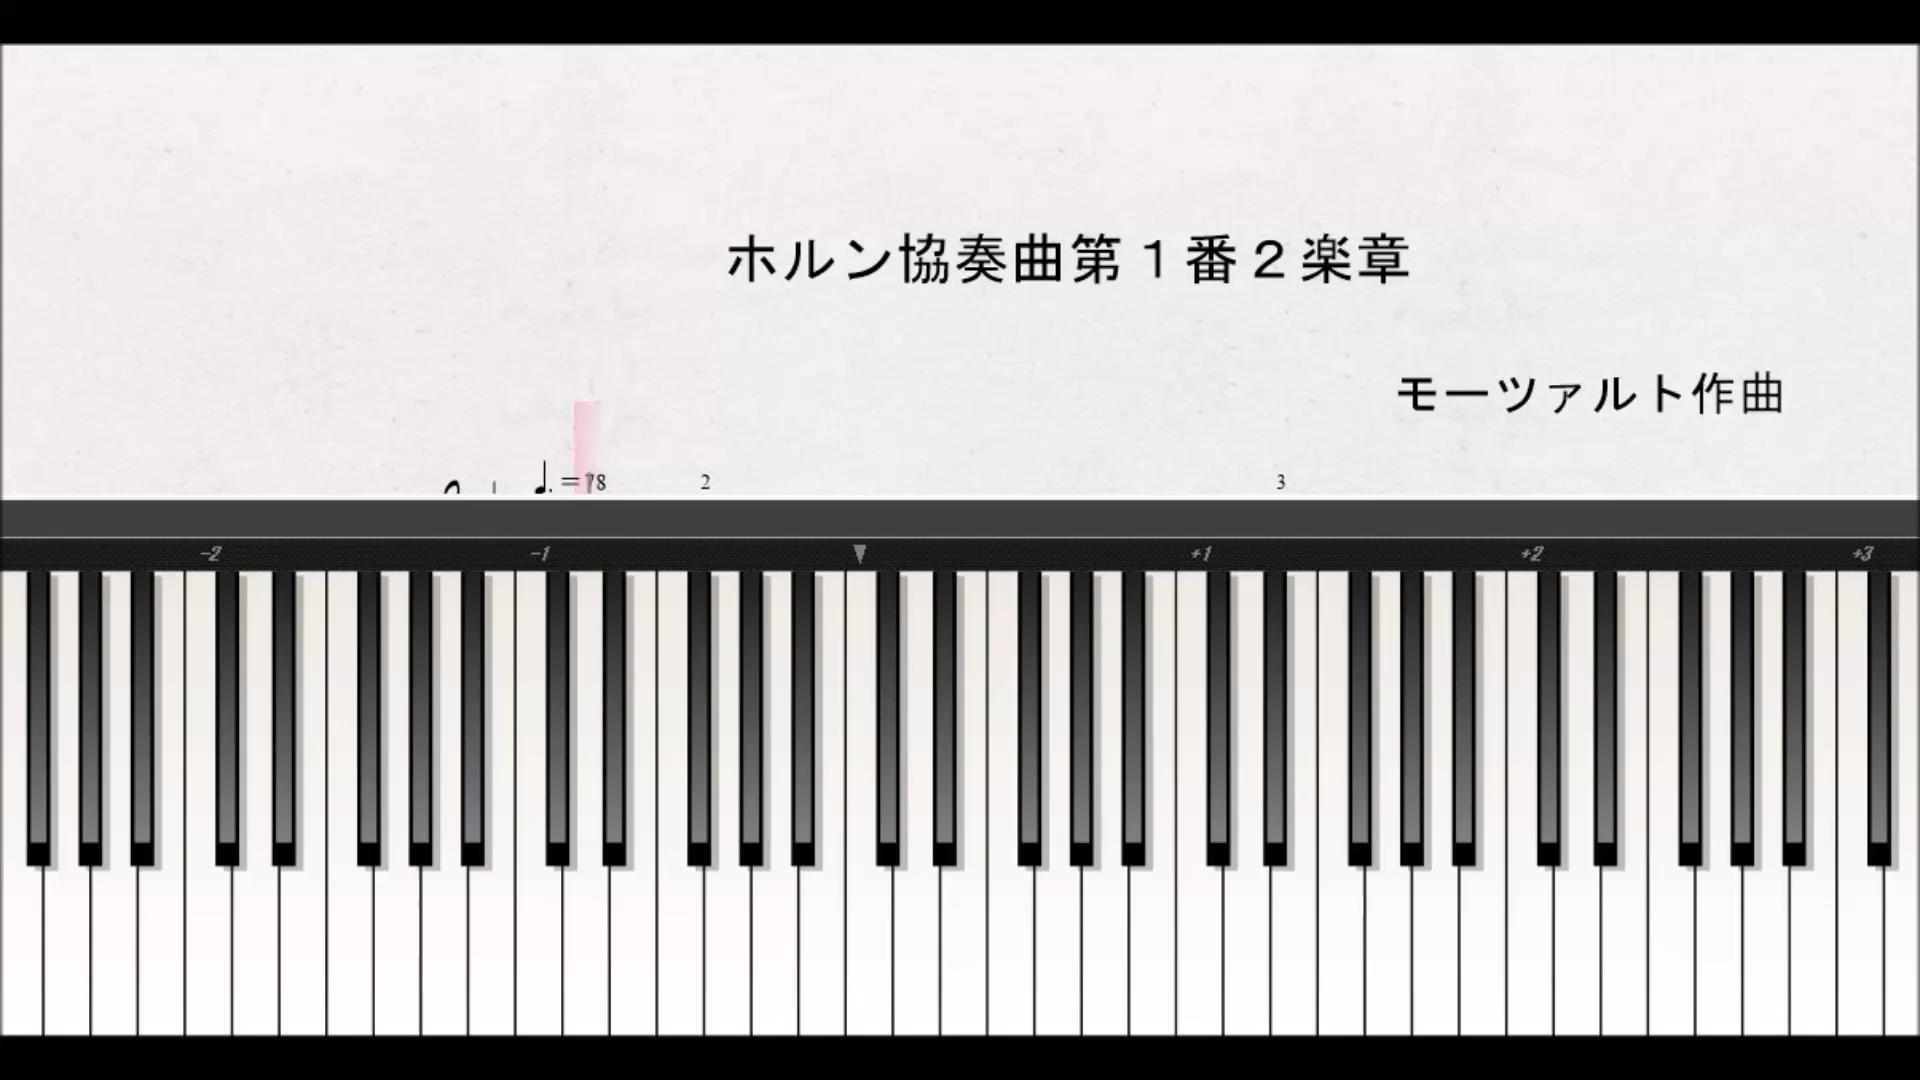 ホルン協奏曲第１番２楽章
モーツァルト作曲
♩. = 78 2 3
-2 -1 +1 +2 +3